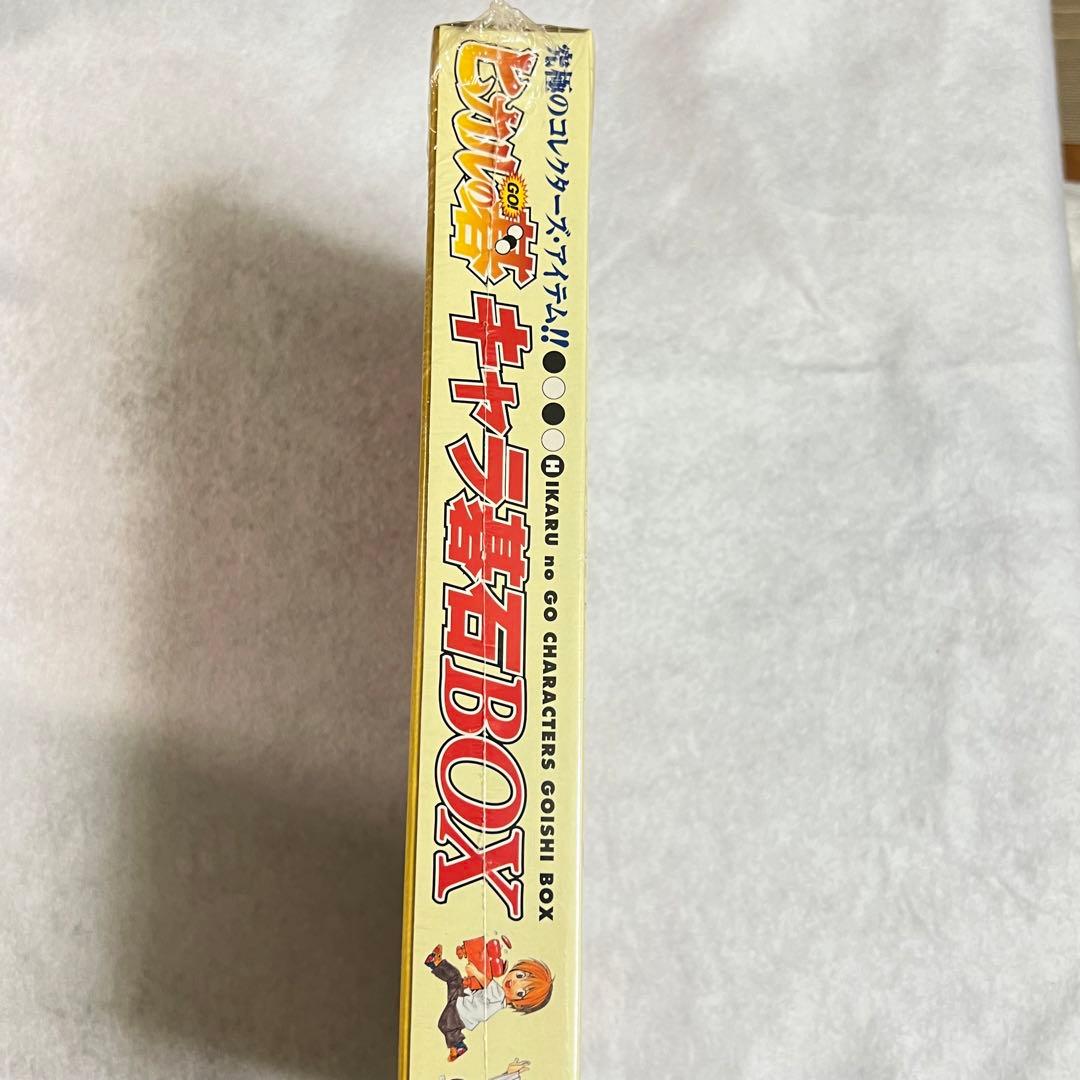 究極のコレクターズ・アイテム!!
HIKARU no GO CHARACTERS GOISHI BOX
ヒカルの碁
GO!
キャラ碁石BOX